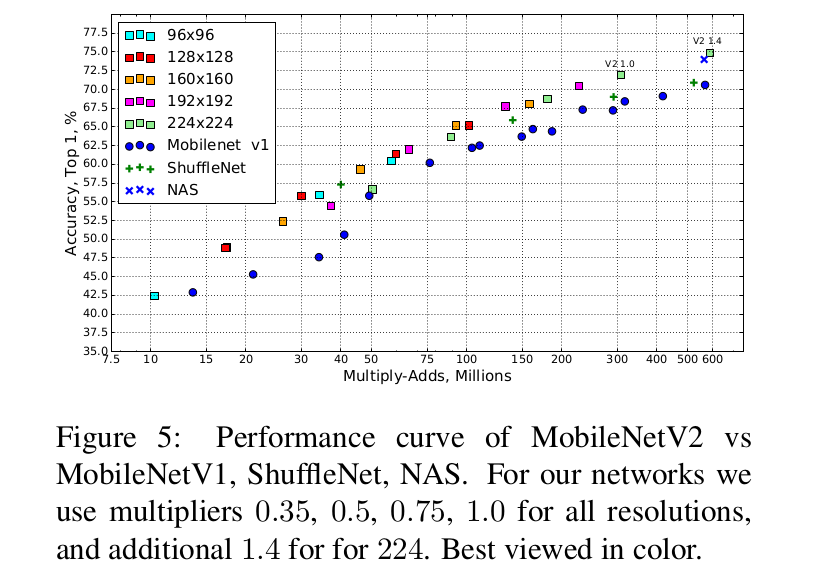 77.5
75.0
72.5
70.0
67.5
65.0
62.5
60.0
57.5
55.0
52.5
50.0
47.5
45.0
42.5
40.0
37.5
35.0
Accuracy, Top 1, %
96x96
128x128
160x160
192x192
224x224
Mobilenet v1
ShuffleNet
NAS
V2 1.0
V2 1.4
7.5 10 15 20 30 40 50 75 100 150 200 300 400 500 600
Multiply-Adds, Millions
Figure 5: Performance curve of MobileNetV2 vs
MobileNetV1, ShuffleNet, NAS. For our networks we
use multipliers 0.35, 0.5, 0.75, 1.0 for all resolutions,
and additional 1.4 for for 224. Best viewed in color.